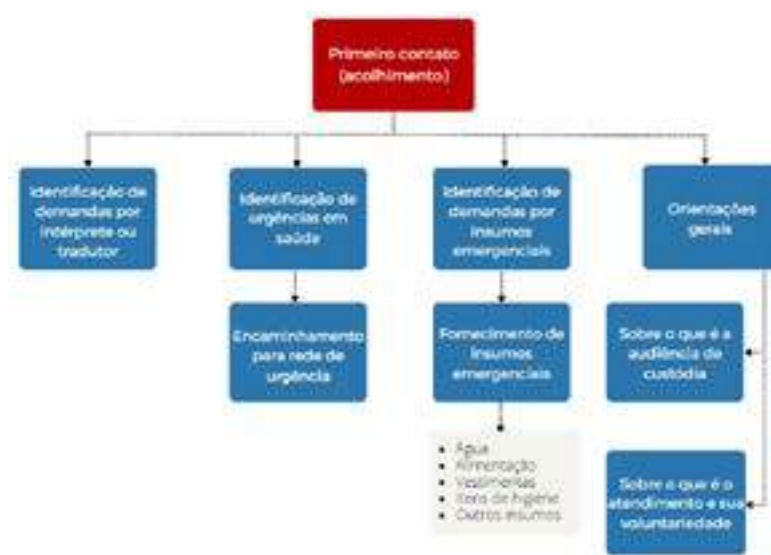 Primeiro contato
(acolhimento)
Identificação de
demandas por
intérprete ou
tradutor
Identificação de
urgências em
saúde
Identificação de
demandas por
insumos
emergenciais
Orientações
gerais
Encaminhamento
para rede de
urgência
Fornecimento de
insumos
emergenciais
Sobre o que é a
audiência de
custódia
Água
Alimentação
Vestimentas
Itens de higiene
Outros insumos
Sobre o que é o
atendimento e sua
voluntariedade